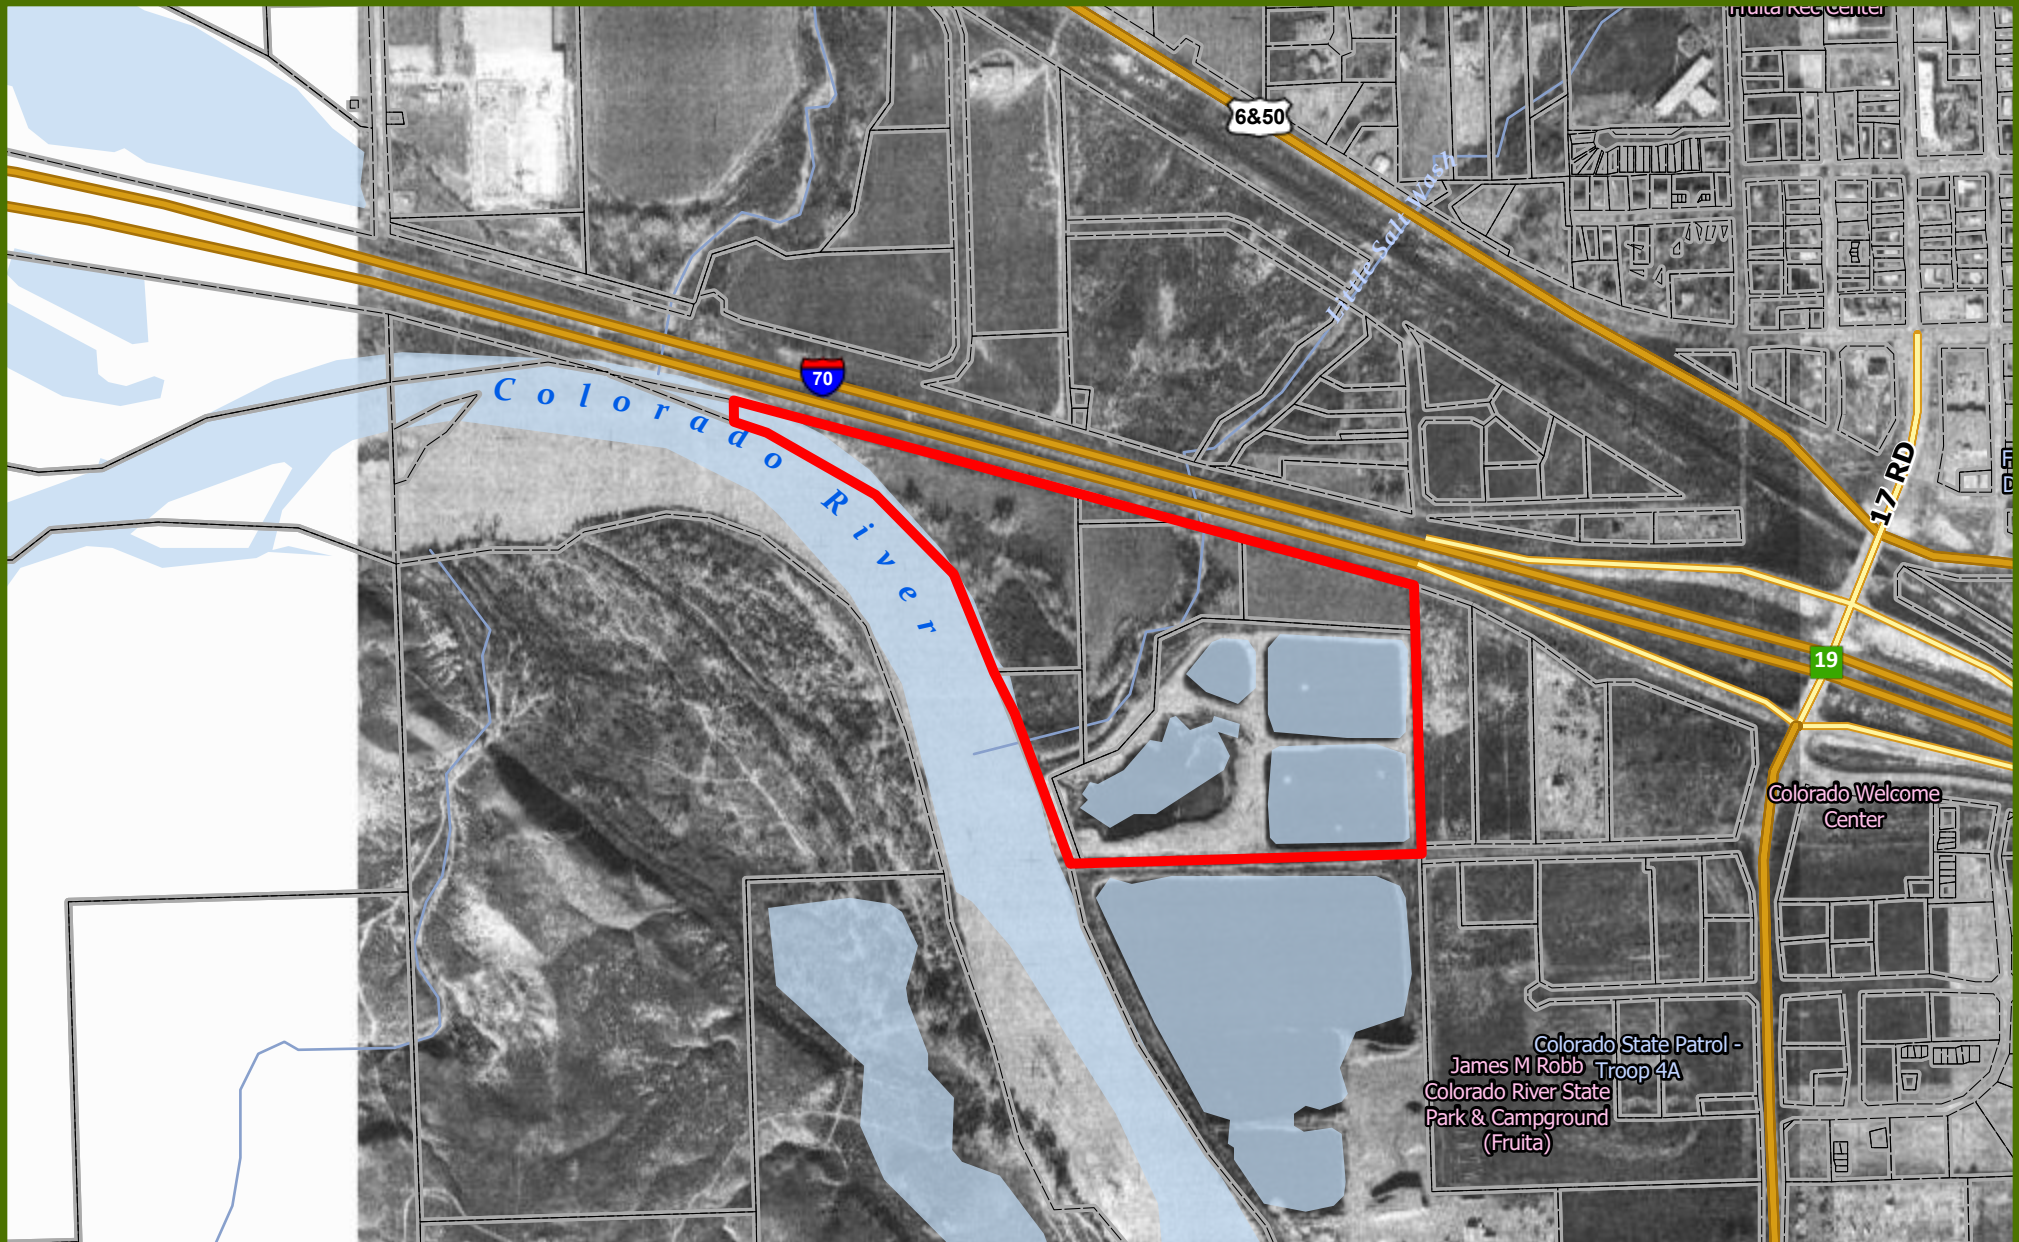 Fruita Rec Center
6&50
Little Salt Wash
70
Colorado River
17 RD
19
Colorado Welcome
Center
Colorado State Patrol -
Troop 4A
James M Robb
Colorado River State
Park & Campground
(Fruita)